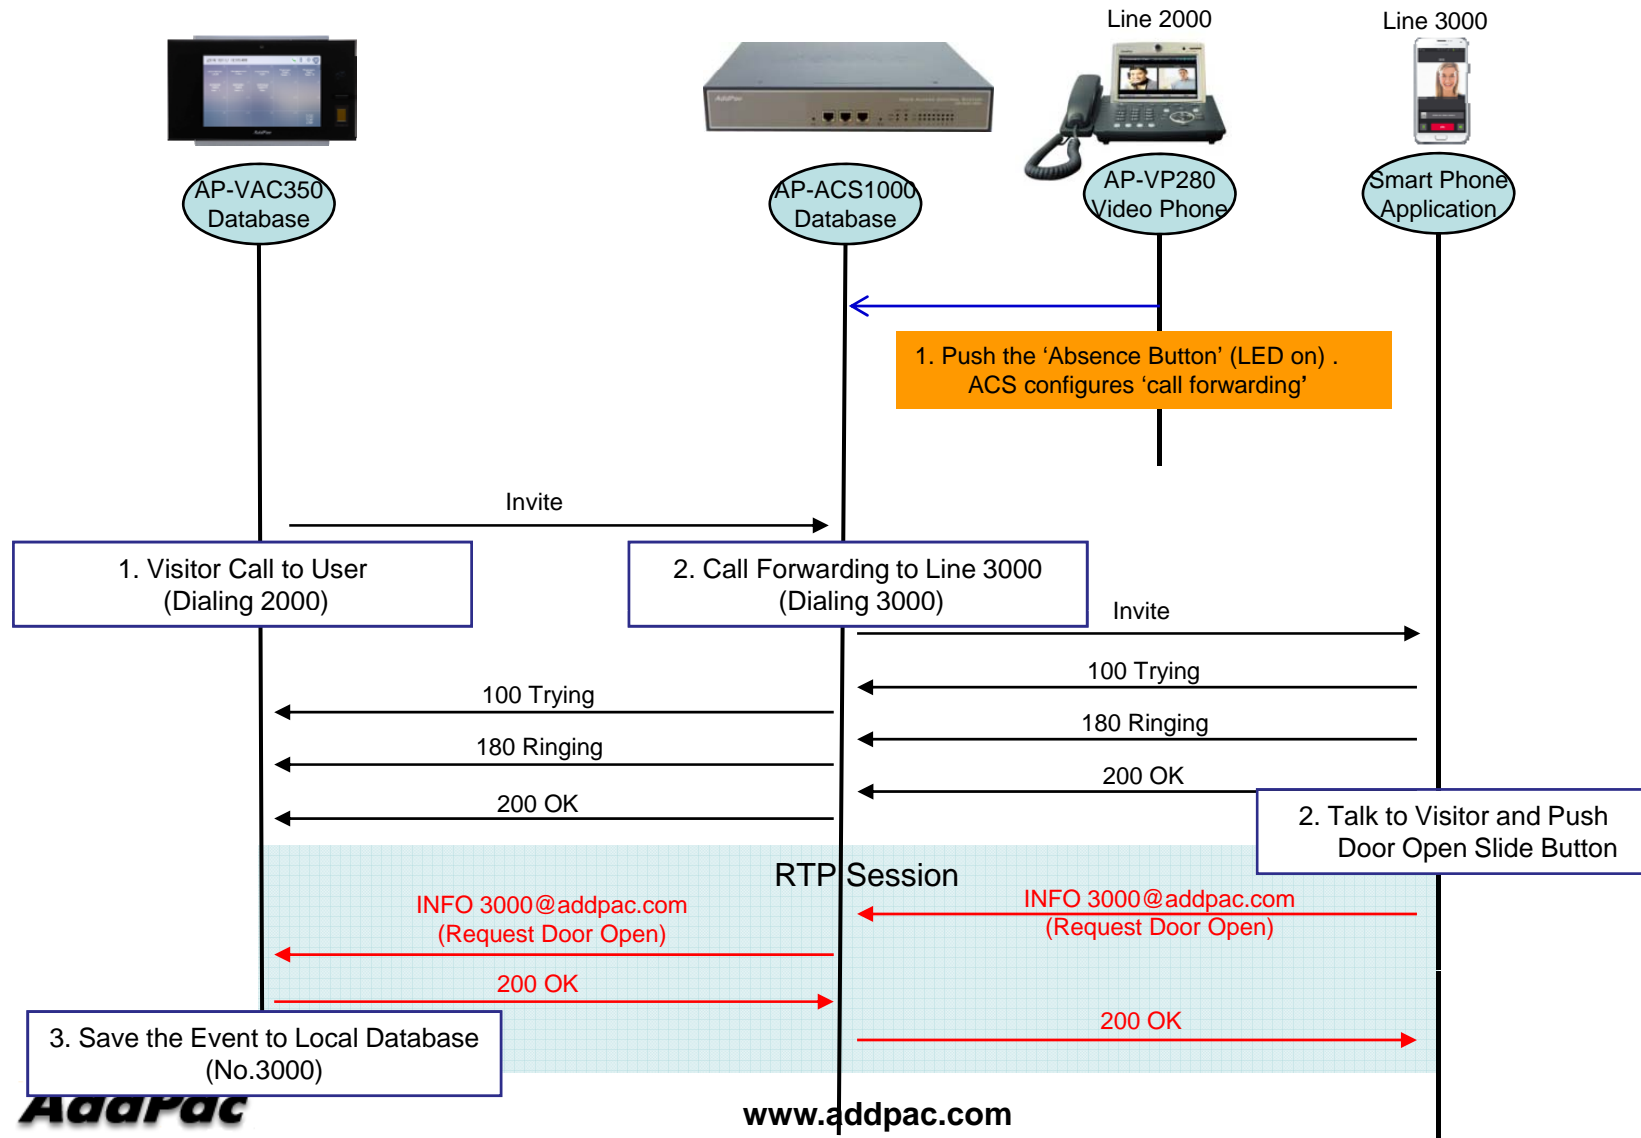 Line 2000
Line 3000
AddPac
AddPac
AP-VAC350
Database
AP-ACS1000
Database
AP-VP280
Video Phone
Smart Phone
Application
1. Push the ‘Absence Button’ (LED on) .
ACS configures ‘call forwarding’
Invite
1. Visitor Call to User
(Dialing 2000)
2. Call Forwarding to Line 3000
(Dialing 3000)
Invite
100 Trying
100 Trying
180 Ringing
180 Ringing
200 OK
200 OK
2. Talk to Visitor and Push
Door Open Slide Button
RTP Session
INFO 3000@addpac.com
(Request Door Open)
INFO 3000@addpac.com
(Request Door Open)
200 OK
200 OK
3. Save the Event to Local Database
(No.3000)
AddPac
www.addpac.com